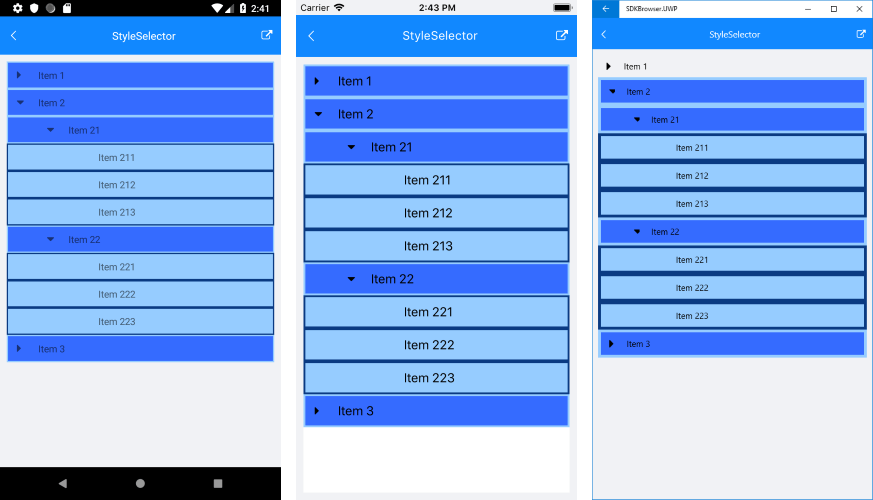 2:41
StyleSelector
Item 1
Item 2
Item 21
Item 211
Item 212
Item 213
Item 22
Item 221
Item 222
Item 223
Item 3
Carrier 2:43 PM
StyleSelector
Item 1
Item 2
Item 21
Item 211
Item 212
Item 213
Item 22
Item 221
Item 222
Item 223
Item 3
SDKBrowser.UWP
StyleSelector
Item 1
Item 2
Item 21
Item 211
Item 212
Item 213
Item 22
Item 221
Item 222
Item 223
Item 3